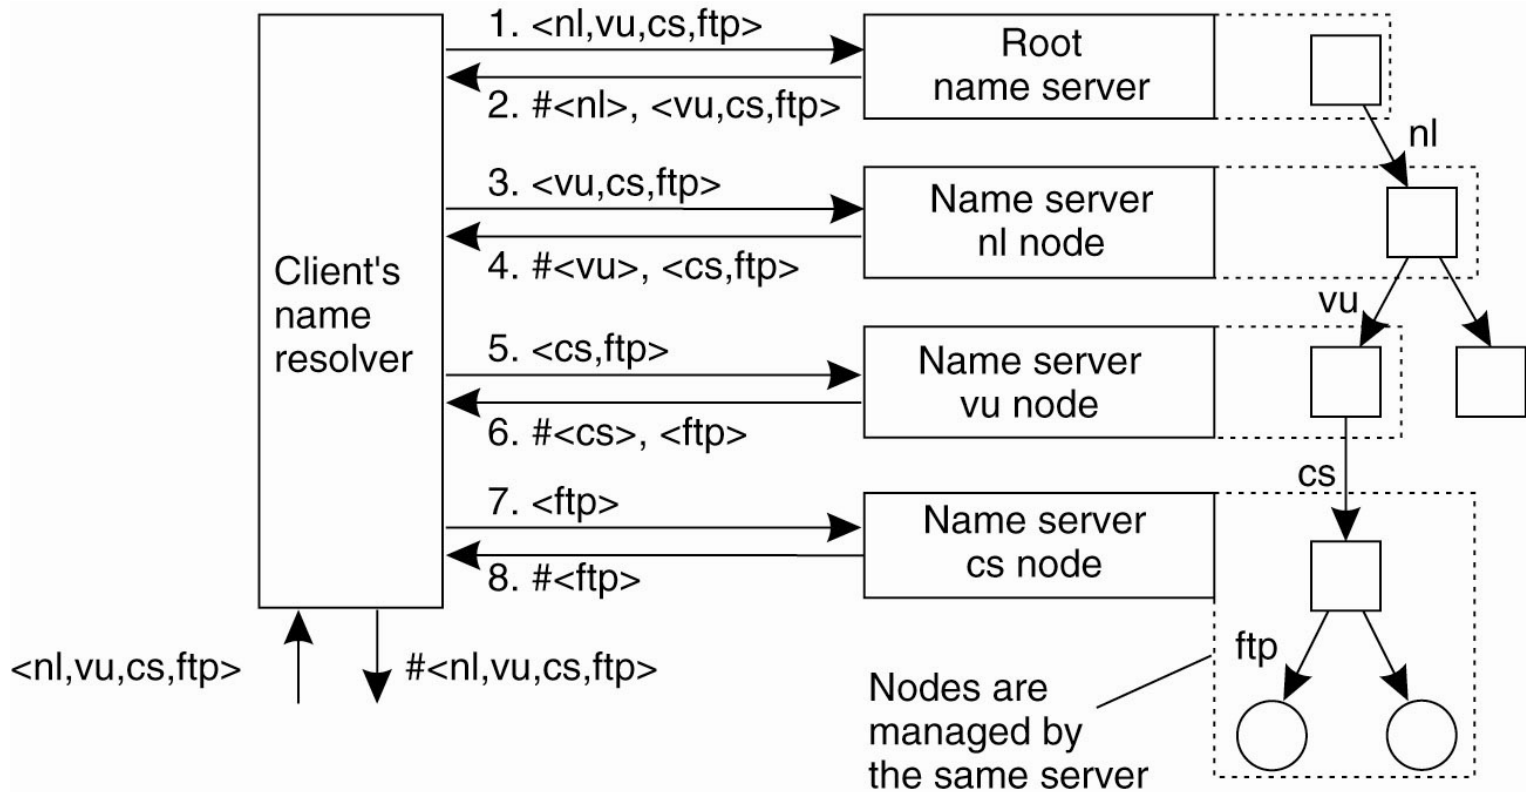 1. <nl,vu,cs,ftp>
Root
name server
2. #<nl>, <vu,cs,ftp>
nl
3. <vu,cs,ftp>
Name server
nl node
4. #<vu>, <cs,ftp>
Client's
name
resolver
vu
5. <cs,ftp>
Name server
vu node
6. #<cs>, <ftp>
cs
7. <ftp>
Name server
cs node
8. #<ftp>
<nl,vu,cs,ftp>
#<nl,vu,cs,ftp>
ftp
Nodes are
managed by
the same server